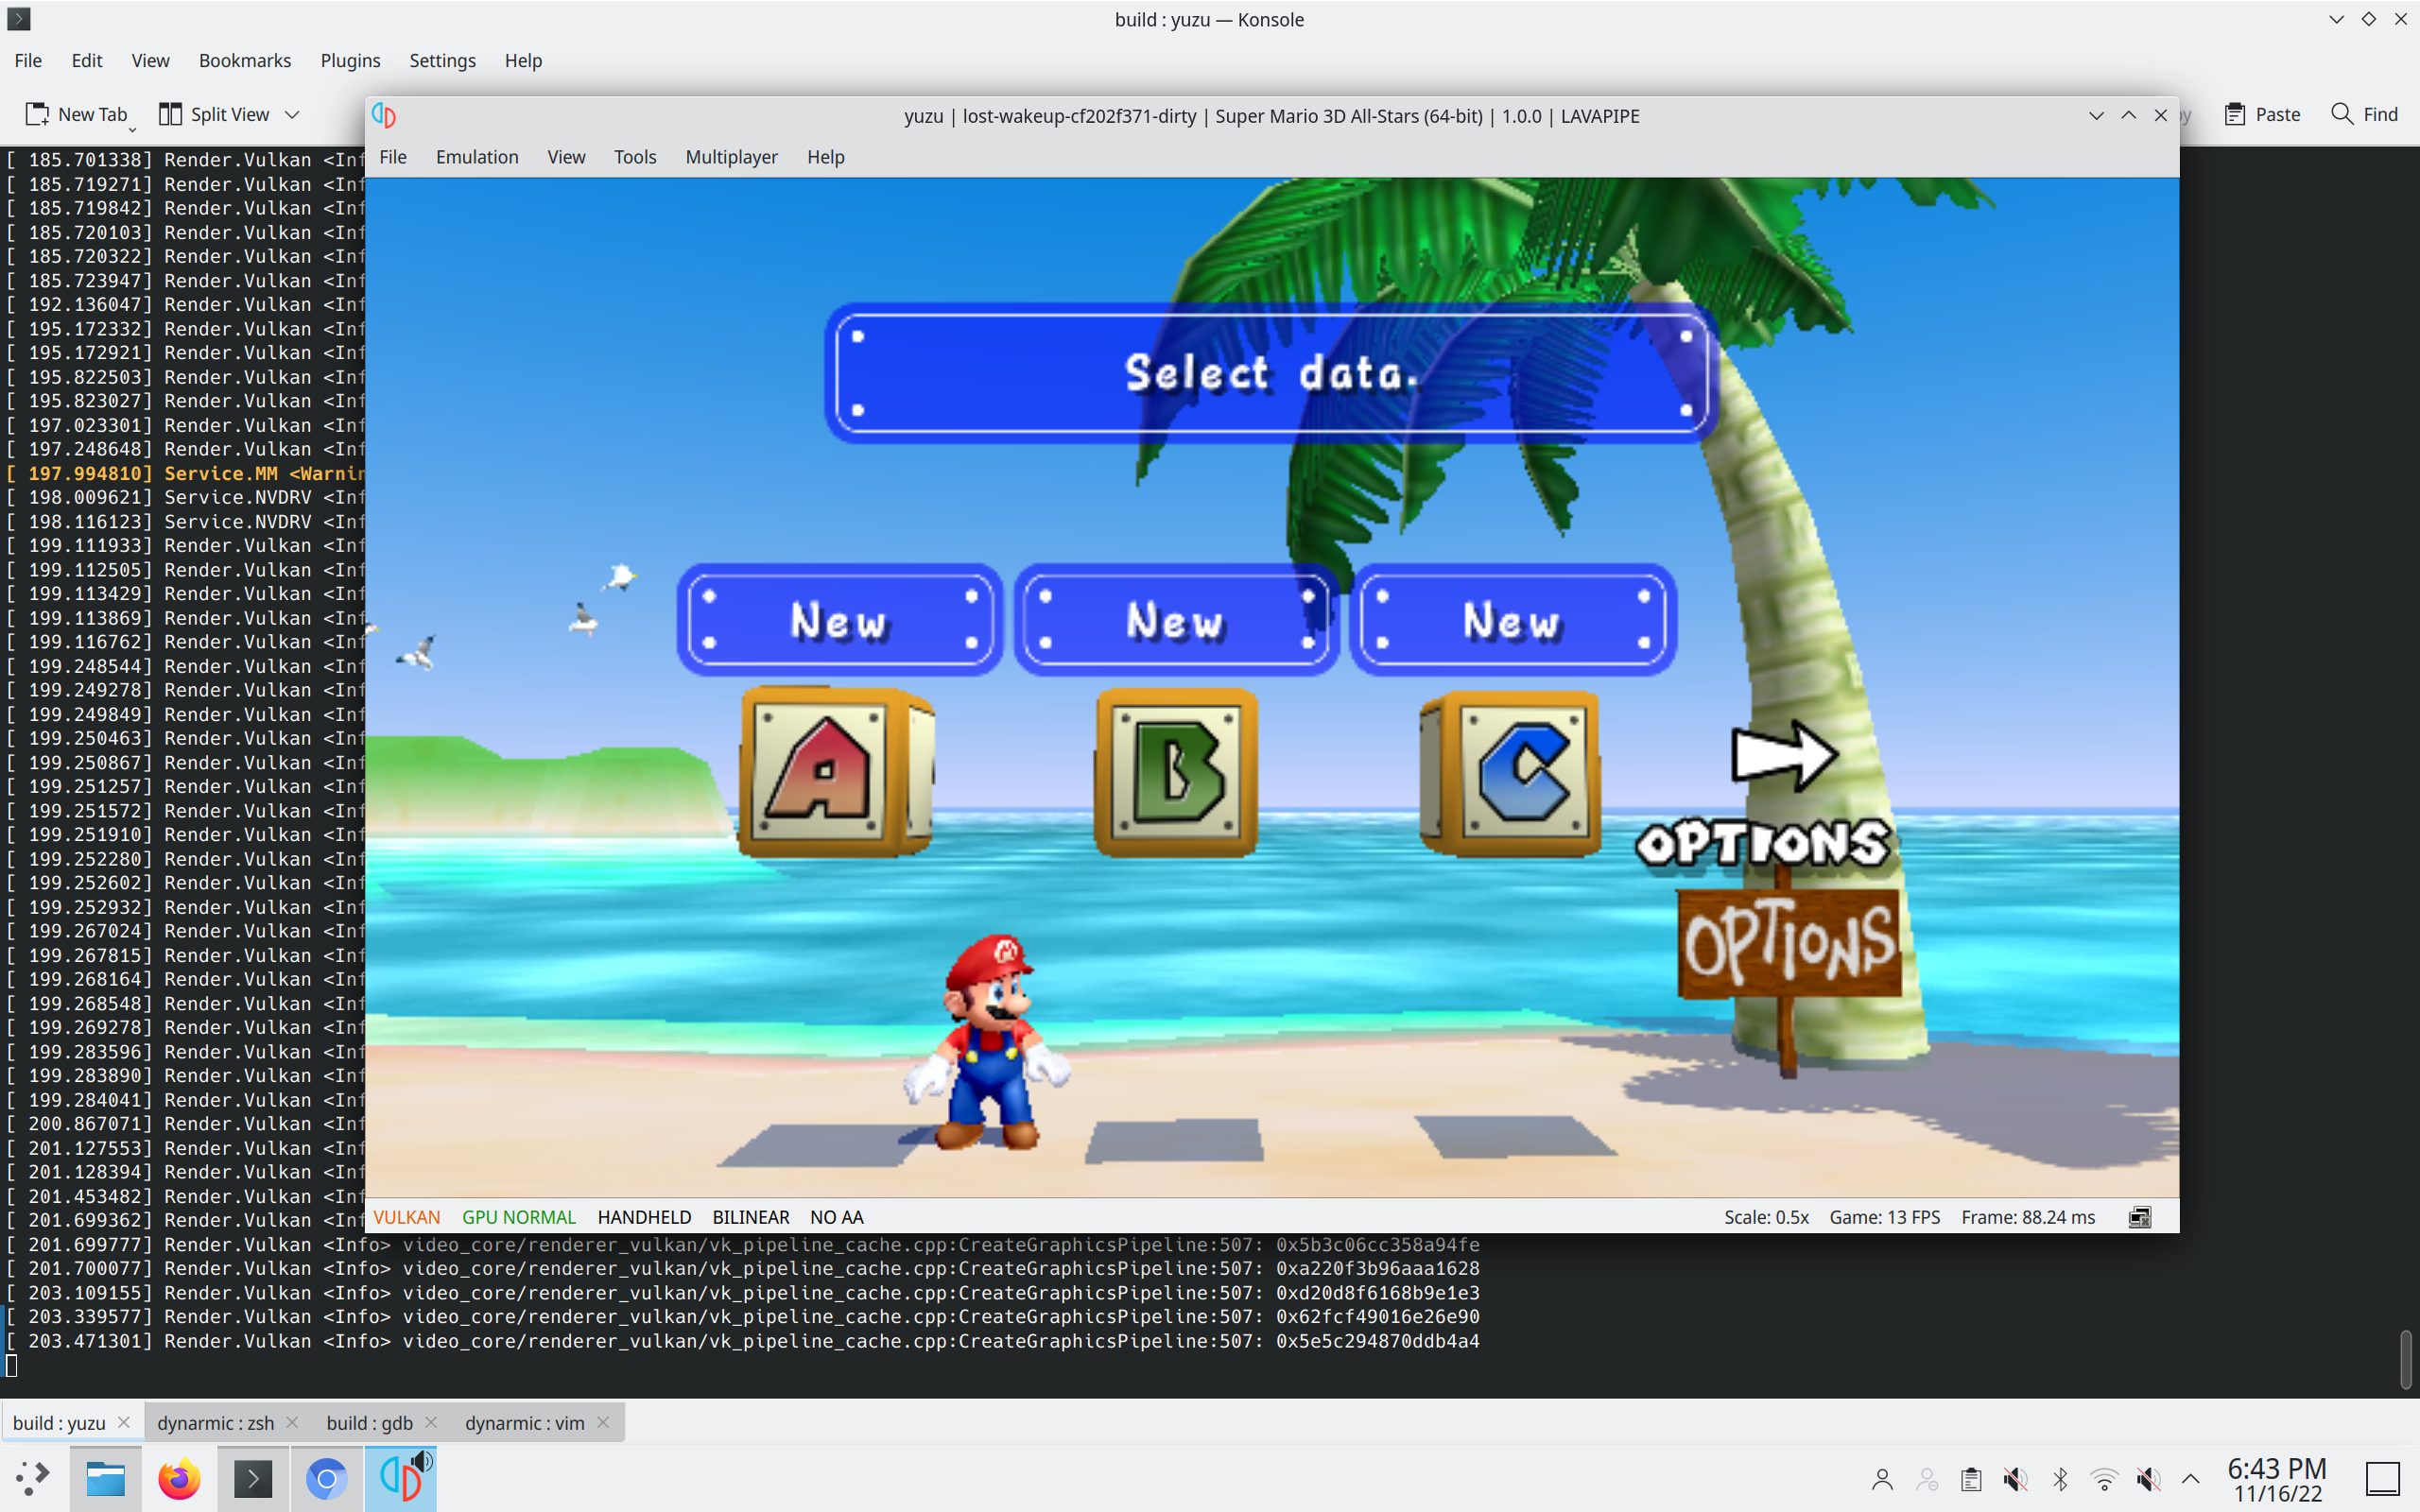 build : yuzu — Konsole
File Edit View Bookmarks Plugins Settings Help
New Tab Split View Paste Find
yuzu | lost-wakeup-cf202f371-dirty | Super Mario 3D All-Stars (64-bit) | 1.0.0 | LAVAPIPE
File Emulation View Tools Multiplayer Help
[ 185.701338] Render.Vulkan <Inf
[ 185.719271] Render.Vulkan <Inf
[ 185.719842] Render.Vulkan <Inf
[ 185.720103] Render.Vulkan <Inf
[ 185.720322] Render.Vulkan <Inf
[ 185.723947] Render.Vulkan <Inf
[ 192.136047] Render.Vulkan <Inf
[ 195.172332] Render.Vulkan <Inf
[ 195.172921] Render.Vulkan <Inf
[ 195.822503] Render.Vulkan <Inf
[ 195.823027] Render.Vulkan <Inf
[ 197.023301] Render.Vulkan <Inf
[ 197.248648] Render.Vulkan <Inf
[ 197.994810] Service.MM <Warnin
[ 198.009621] Service.NVDRV <Inf
[ 198.116123] Service.NVDRV <Inf
[ 199.111933] Render.Vulkan <Inf
[ 199.112505] Render.Vulkan <Inf
[ 199.113429] Render.Vulkan <Inf
[ 199.113869] Render.Vulkan <Inf
[ 199.116762] Render.Vulkan <Inf
[ 199.248544] Render.Vulkan <Inf
[ 199.249278] Render.Vulkan <Inf
[ 199.249849] Render.Vulkan <Inf
[ 199.250463] Render.Vulkan <Inf
[ 199.250867] Render.Vulkan <Inf
[ 199.251257] Render.Vulkan <Inf
[ 199.251572] Render.Vulkan <Inf
[ 199.251910] Render.Vulkan <Inf
[ 199.252280] Render.Vulkan <Inf
[ 199.252602] Render.Vulkan <Inf
[ 199.252932] Render.Vulkan <Inf
[ 199.267024] Render.Vulkan <Inf
[ 199.267815] Render.Vulkan <Inf
[ 199.268164] Render.Vulkan <Inf
[ 199.268548] Render.Vulkan <Inf
[ 199.269278] Render.Vulkan <Inf
[ 199.283596] Render.Vulkan <Inf
[ 199.283890] Render.Vulkan <Inf
[ 199.284041] Render.Vulkan <Inf
[ 200.867071] Render.Vulkan <Inf
[ 201.127553] Render.Vulkan <Inf
[ 201.128394] Render.Vulkan <Inf
[ 201.453482] Render.Vulkan <Inf
[ 201.699362] Render.Vulkan <Inf
Select data.
New New New
A B C
OPTIONS
OPTIONS
M
VULKAN GPU NORMAL HANDHELD BILINEAR NO AA Scale: 0.5x Game: 13 FPS Frame: 88.24 ms
[ 201.699777] Render.Vulkan <Info> video_core/renderer_vulkan/vk_pipeline_cache.cpp:CreateGraphicsPipeline:507: 0x5b3c06cc358a94fe
[ 201.700077] Render.Vulkan <Info> video_core/renderer_vulkan/vk_pipeline_cache.cpp:CreateGraphicsPipeline:507: 0xa220f3b96aaa1628
[ 203.109155] Render.Vulkan <Info> video_core/renderer_vulkan/vk_pipeline_cache.cpp:CreateGraphicsPipeline:507: 0xd20d8f6168b9e1e3
[ 203.339577] Render.Vulkan <Info> video_core/renderer_vulkan/vk_pipeline_cache.cpp:CreateGraphicsPipeline:507: 0x62fcf49016e26e90
[ 203.471301] Render.Vulkan <Info> video_core/renderer_vulkan/vk_pipeline_cache.cpp:CreateGraphicsPipeline:507: 0x5e5c294870ddb4a4
build : yuzu dynarmic : zsh build : gdb dynarmic : vim
6:43 PM
11/16/22